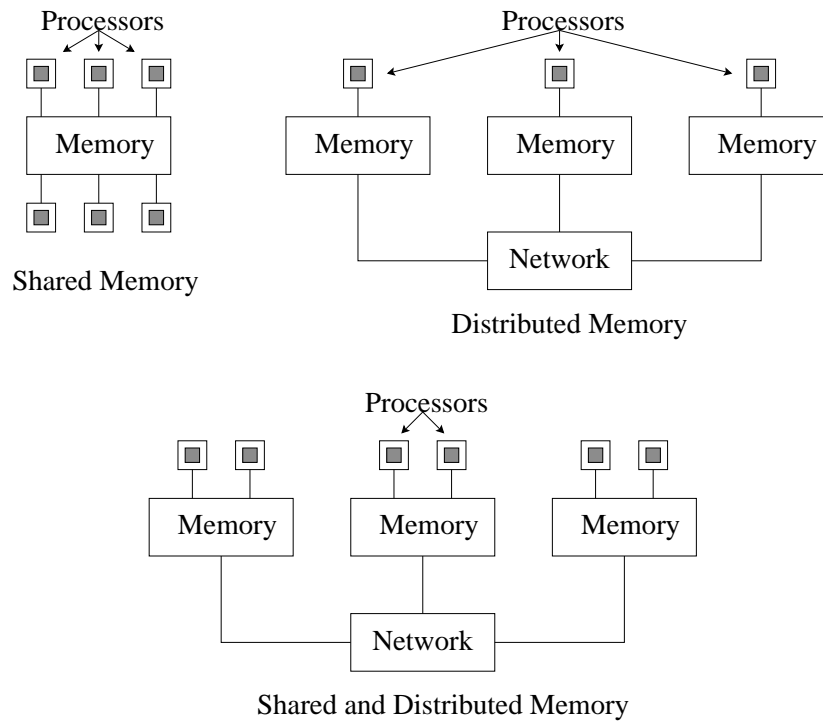 Processors
Memory
Shared Memory
Processors
Memory
Memory
Memory
Network
Distributed Memory
Processors
Memory
Memory
Memory
Network
Shared and Distributed Memory